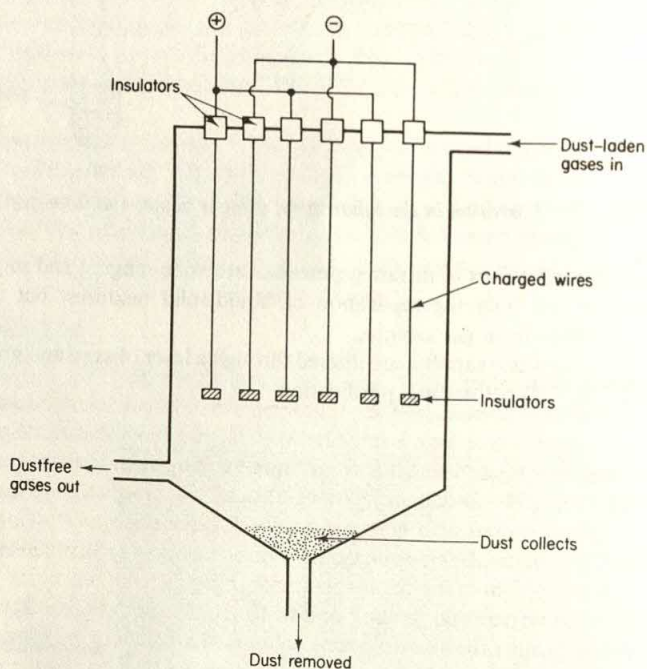 + −
Insulators
Dust–laden
gases in
Charged wires
Insulators
Dustfree
gases out
Dust collects
Dust removed